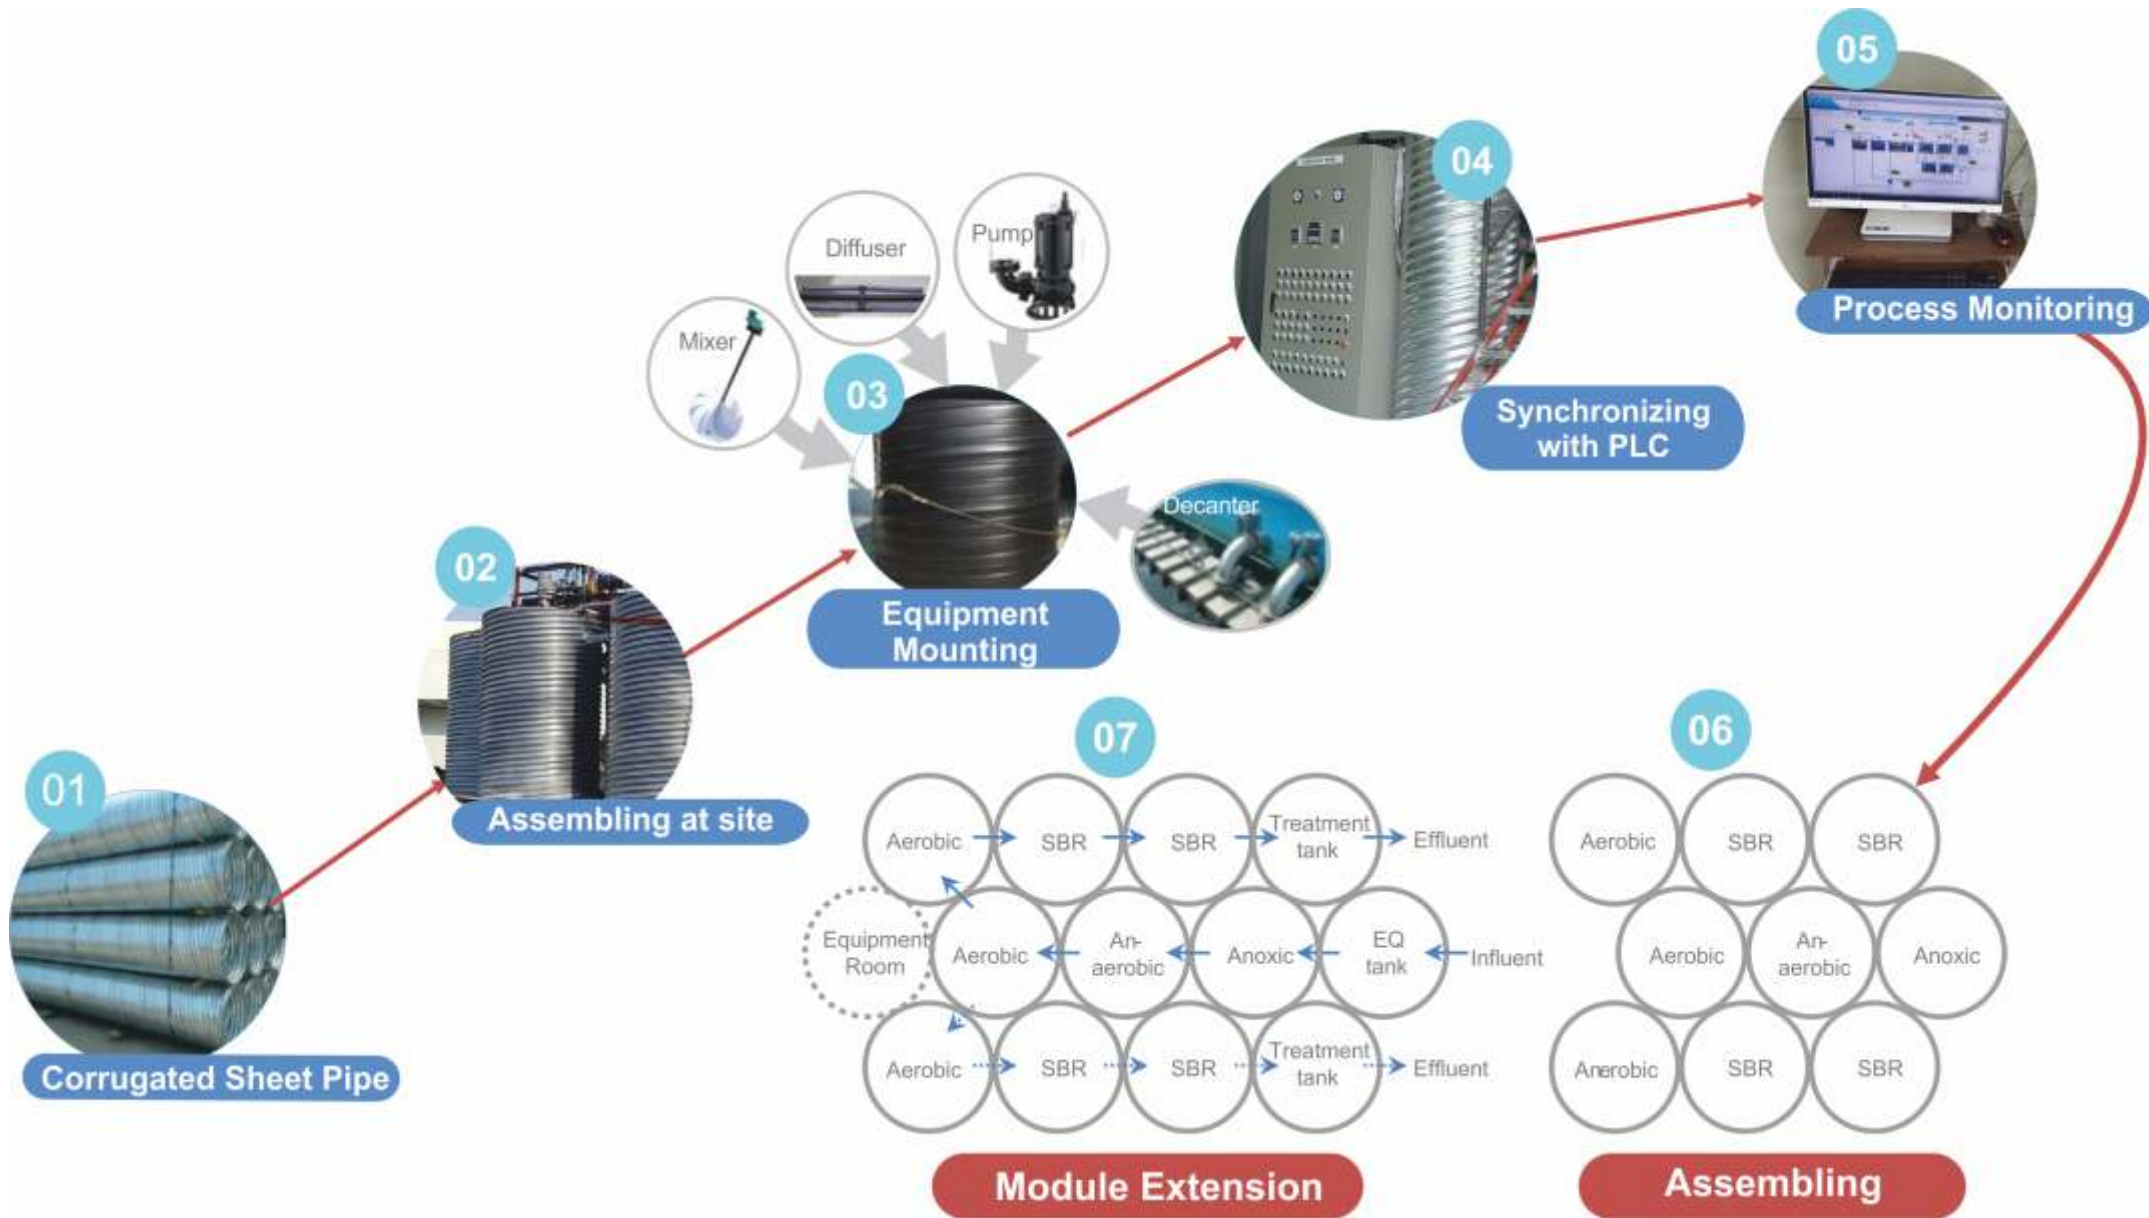 01
Corrugated Sheet Pipe
02
Assembling at site
Mixer
Diffuser
Pump
03
Decanter
Equipment
Mounting
04
Synchronizing
with PLC
05
Process Monitoring
06
Aerobic
SBR
SBR
Aerobic
An-
aerobic
Anoxic
Anerobic
SBR
SBR
Assembling
07
Aerobic
SBR
SBR
Treatment
tank
Effluent
Equipment
Room
Aerobic
An-
aerobic
Anoxic
EQ
tank
Influent
Aerobic
SBR
SBR
Treatment
tank
Effluent
Module Extension